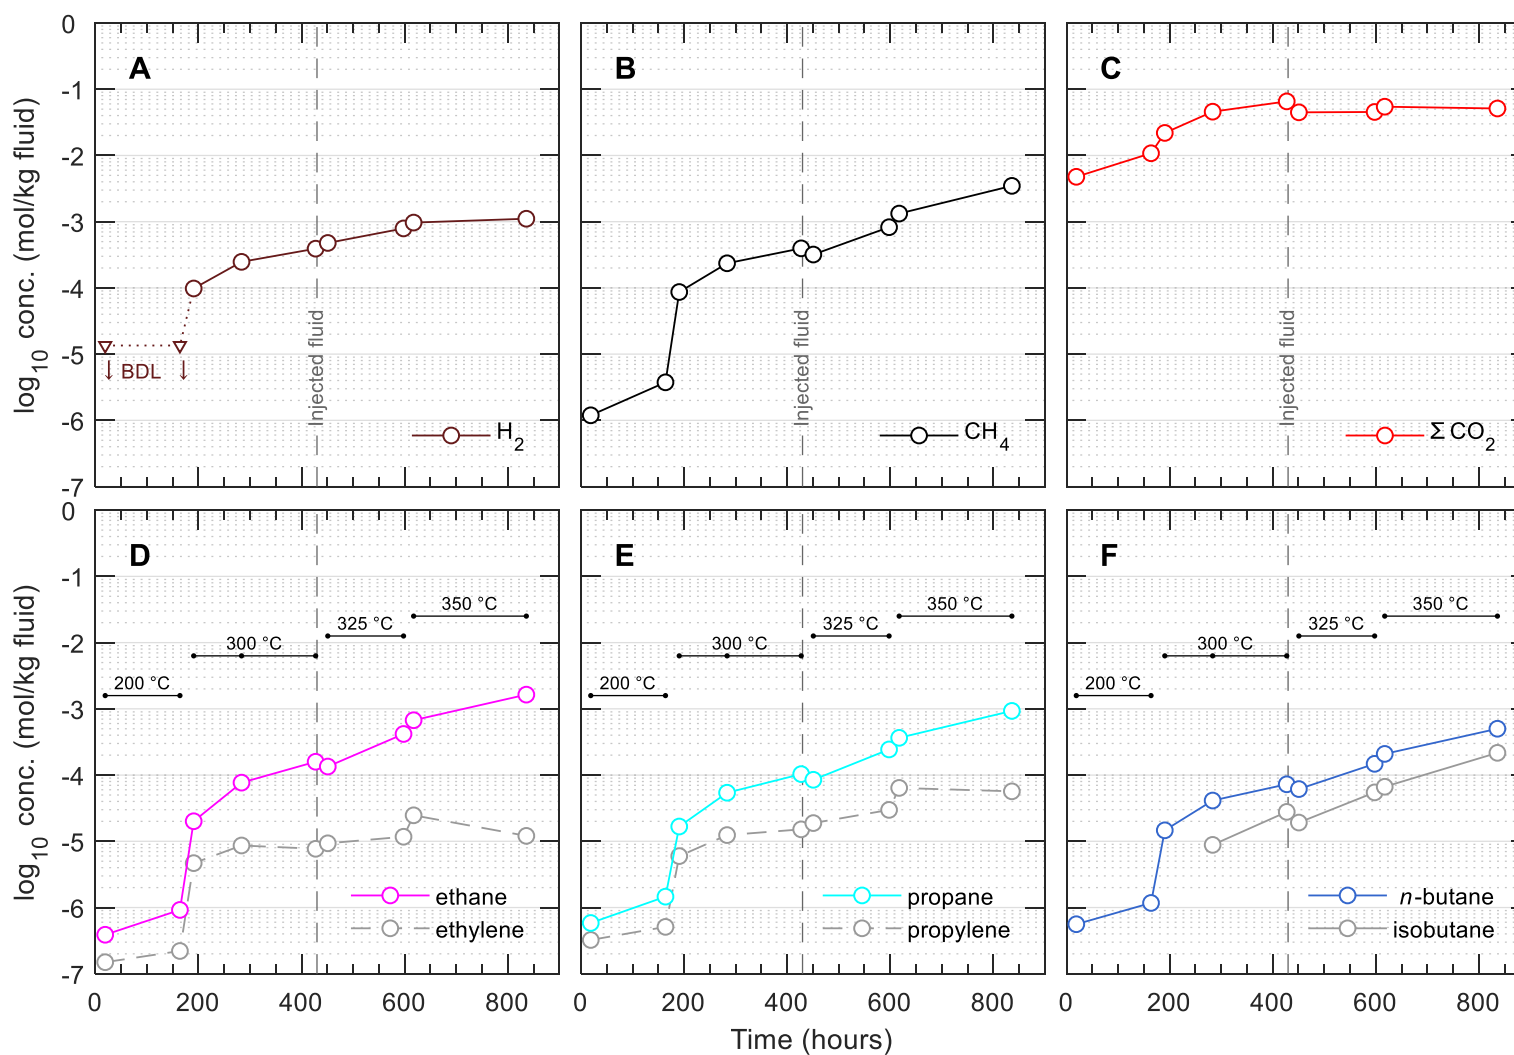 A
B
C
0
-1
-2
-3
-4
-5
-6
-7
log10 conc. (mol/kg fluid)
BDL
Injected fluid
Injected fluid
Injected fluid
H2
CH4
Σ CO2
D
E
F
0
-1
-2
-3
-4
-5
-6
-7
log10 conc. (mol/kg fluid)
200 °C
300 °C
325 °C
350 °C
200 °C
300 °C
325 °C
350 °C
200 °C
300 °C
325 °C
350 °C
ethane
ethylene
propane
propylene
n-butane
isobutane
0 200 400 600 800
0 200 400 600 800
0 200 400 600 800
Time (hours)